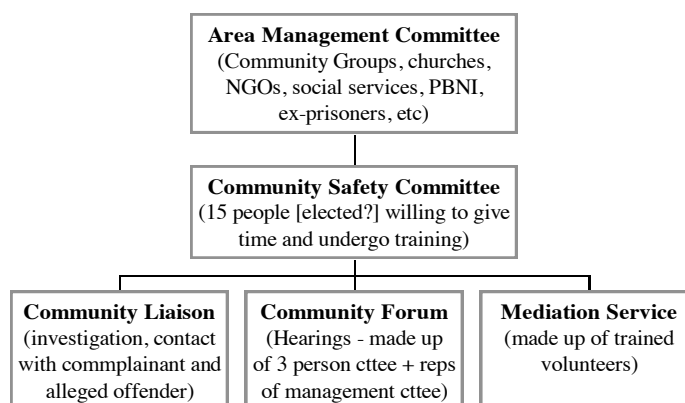 Area Management Committee
(Community Groups, churches,
NGOs, social services, PBNI,
ex-prisoners, etc)
Community Safety Committee
(15 people [elected?] willing to give
time and undergo training)
Community Liaison
(investigation, contact
with commplainant and
alleged offender)
Community Forum
(Hearings - made up
of 3 person cttee + reps
of management cttee)
Mediation Service
(made up of trained
volunteers)